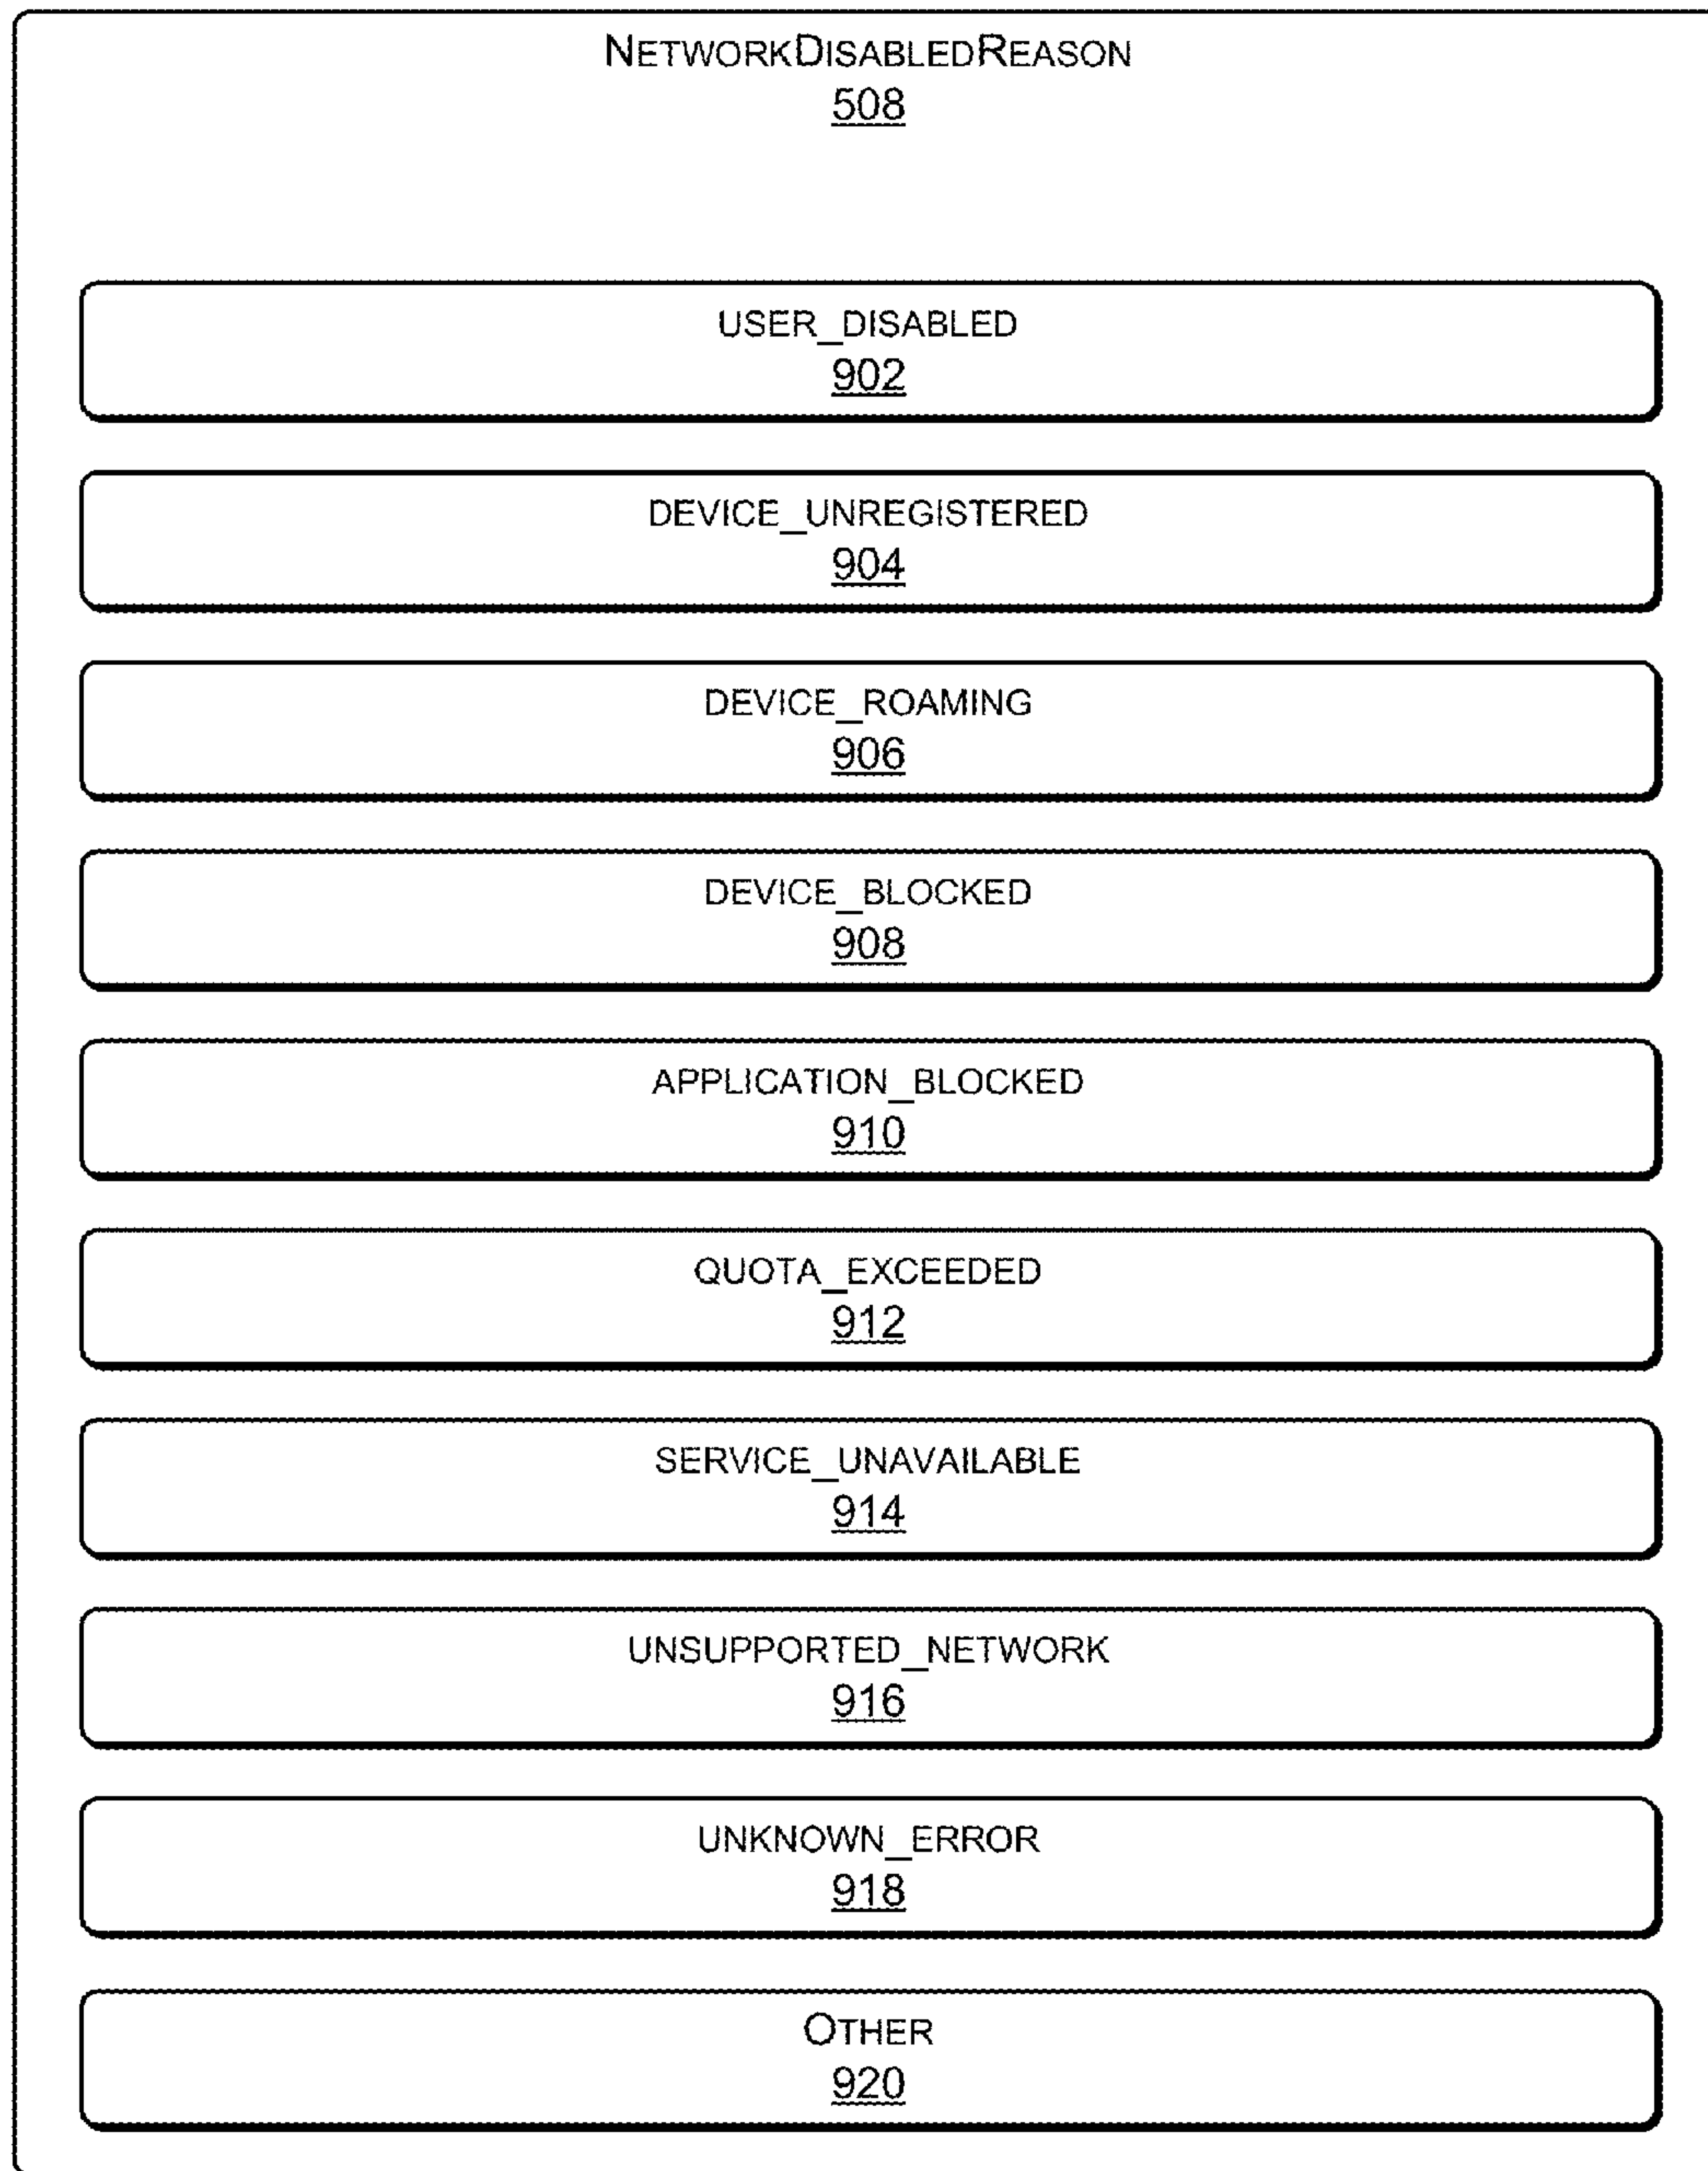 NETWORKDISABLEDREASON
508
USER_DISABLED
902
DEVICE_UNREGISTERED
904
DEVICE_ROAMING
906
DEVICE_BLOCKED
908
APPLICATION_BLOCKED
910
QUOTA_EXCEEDED
912
SERVICE_UNAVAILABLE
914
UNSUPPORTED_NETWORK
916
UNKNOWN_ERROR
918
OTHER
920